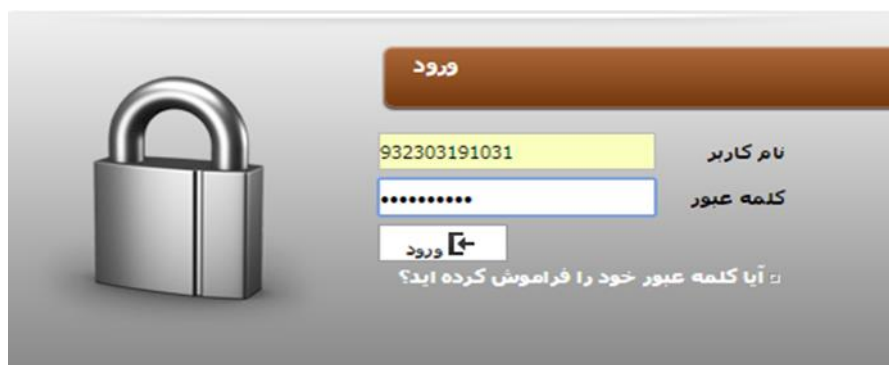 ورود
نام کاربر 932303191031
کلمه عبور ••••••••••
ورود
آیا کلمه عبور خود را فراموش کرده اید؟